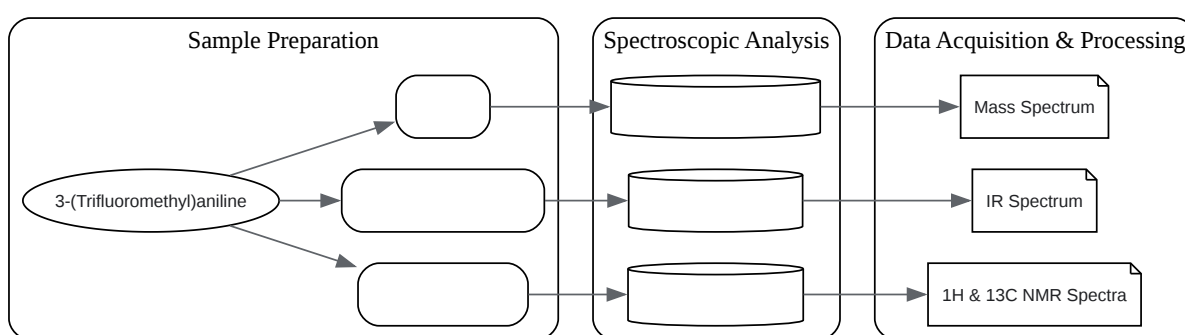 Sample Preparation
Spectroscopic Analysis
Data Acquisition & Processing
3-(Trifluoromethyl)aniline
Mass Spectrum
IR Spectrum
1H & 13C NMR Spectra